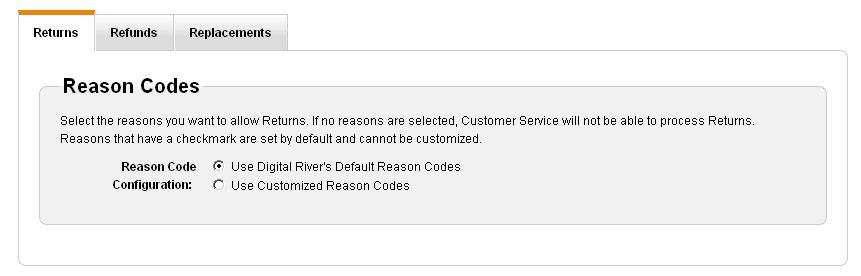 Returns Refunds Replacements
Reason Codes
Select the reasons you want to allow Returns. If no reasons are selected, Customer Service will not be able to process Returns.
Reasons that have a checkmark are set by default and cannot be customized.
Reason Code Use Digital River's Default Reason Codes
Configuration: Use Customized Reason Codes